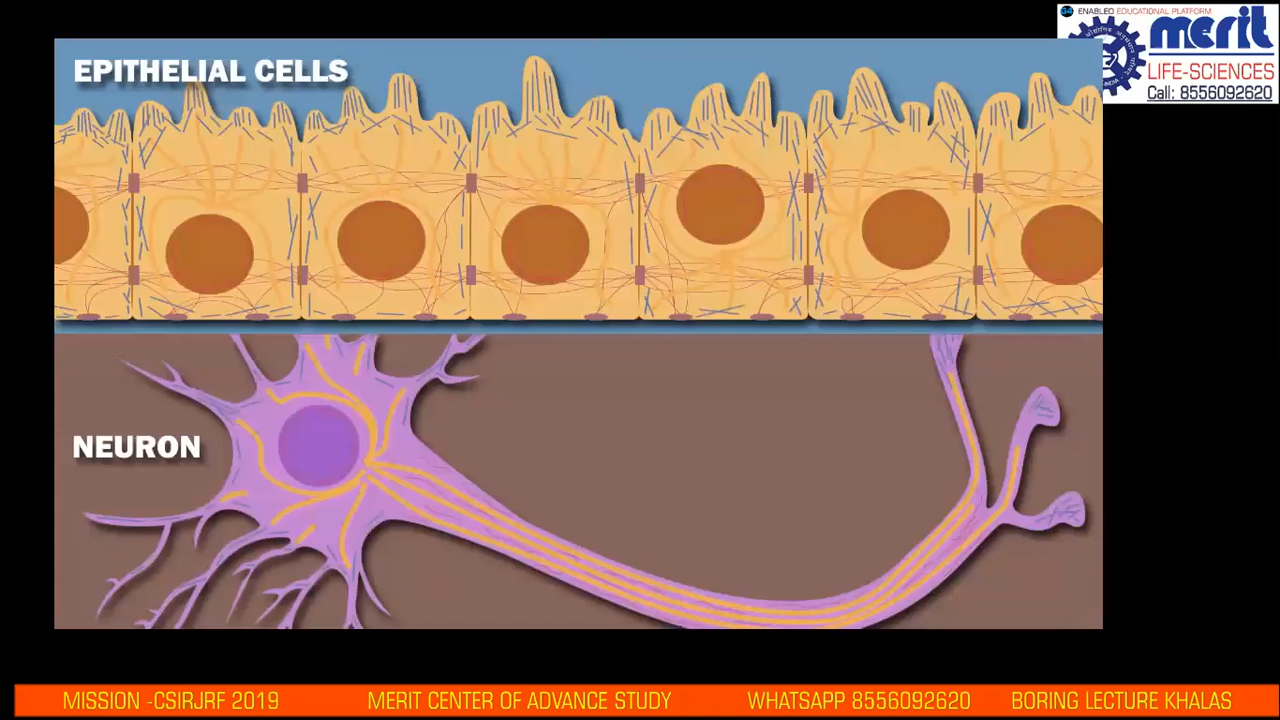 ENABLED EDUCATIONAL PLATFORM
merit
LIFE-SCIENCES
Call: 8556092620
EPITHELIAL CELLS
NEURON
MISSION -CSIRJRF 2019 MERIT CENTER OF ADVANCE STUDY WHATSAPP 8556092620 BORING LECTURE KHALAS